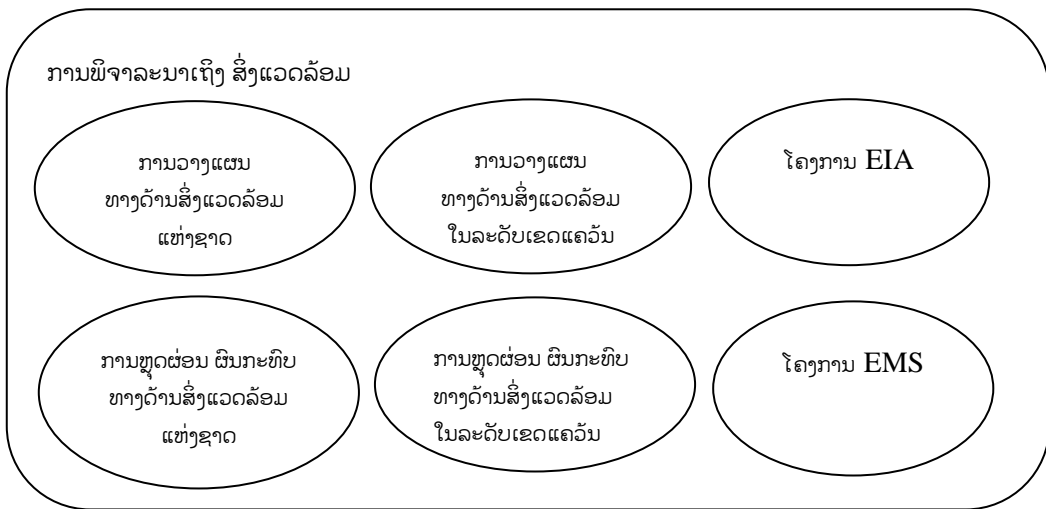 ການພິຈາລະນາເຖິງ ສິ່ງແວດລ້ອມ
ການວາງແຜນ
ທາງດ້ານສິ່ງແວດລ້ອມ
ແຫ່ງຊາດ
ການວາງແຜນ
ທາງດ້ານສິ່ງແວດລ້ອມ
ໃນລະດັບເຂດແຄວັນ
ໂຄງການ EIA
ການຫຼຸດຜ່ອນ ຜົນກະທົບ
ທາງດ້ານສິ່ງແວດລ້ອມ
ແຫ່ງຊາດ
ການຫຼຸດຜ່ອນ ຜົນກະທົບ
ທາງດ້ານສິ່ງແວດລ້ອມ
ໃນລະດັບເຂດແຄວັນ
ໂຄງການ EMS